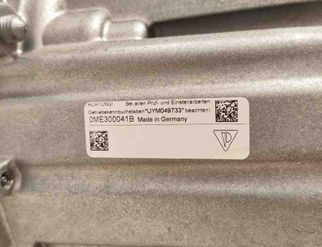 ACHTUNG! Bei allen Prüf- und Einstellarbeiten
Getriebekennbuchstaben "UYM049733" beachten!
0ME300041B Made in Germany